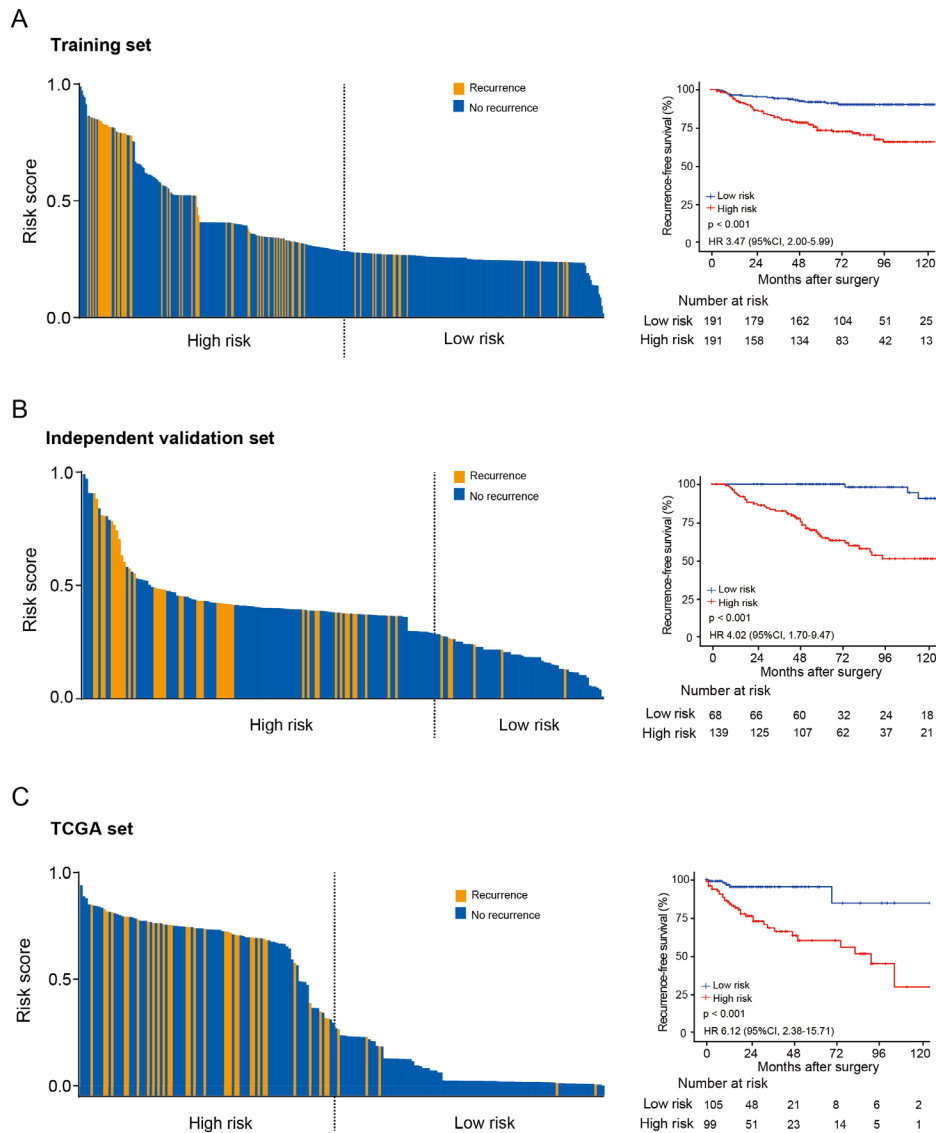 A
Training set
1.0
0.5
0.0
Risk score
Recurrence
No recurrence
High risk
Low risk
Recurrence-free survival (%)
100
75
50
25
0
Low risk
High risk
p < 0.001
HR 3.47 (95%CI, 2.00-5.99)
0 24 48 72 96 120
Months after surgery
Number at risk
Low risk 191 179 162 104 51 25
High risk 191 158 134 83 42 13
B
Independent validation set
1.0
0.5
0.0
Risk score
Recurrence
No recurrence
High risk
Low risk
Recurrence-free survival (%)
100
75
50
25
0
Low risk
High risk
p < 0.001
HR 4.02 (95%CI, 1.70-9.47)
0 24 48 72 96 120
Months after surgery
Number at risk
Low risk 68 66 60 32 24 18
High risk 139 125 107 62 37 21
C
TCGA set
1.0
0.5
0.0
Risk score
Recurrence
No recurrence
High risk
Low risk
Recurrence-free survival (%)
100
75
50
25
0
Low risk
High risk
p < 0.001
HR 6.12 (95%CI, 2.38-15.71)
0 24 48 72 96 120
Months after surgery
Number at risk
Low risk 105 48 21 8 6 2
High risk 99 51 23 14 5 1